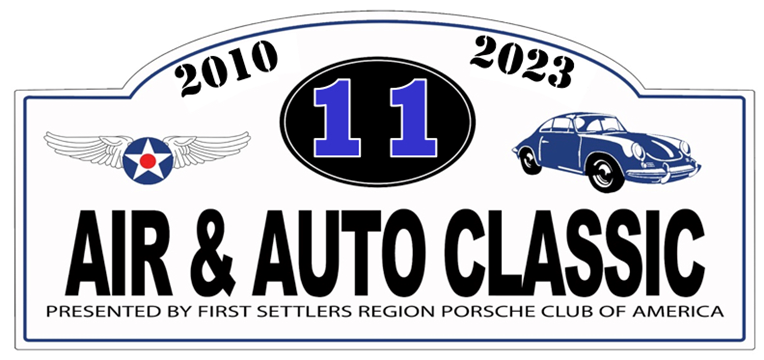 2010 2023
11
AIR & AUTO CLASSIC
PRESENTED BY FIRST SETTLERS REGION PORSCHE CLUB OF AMERICA